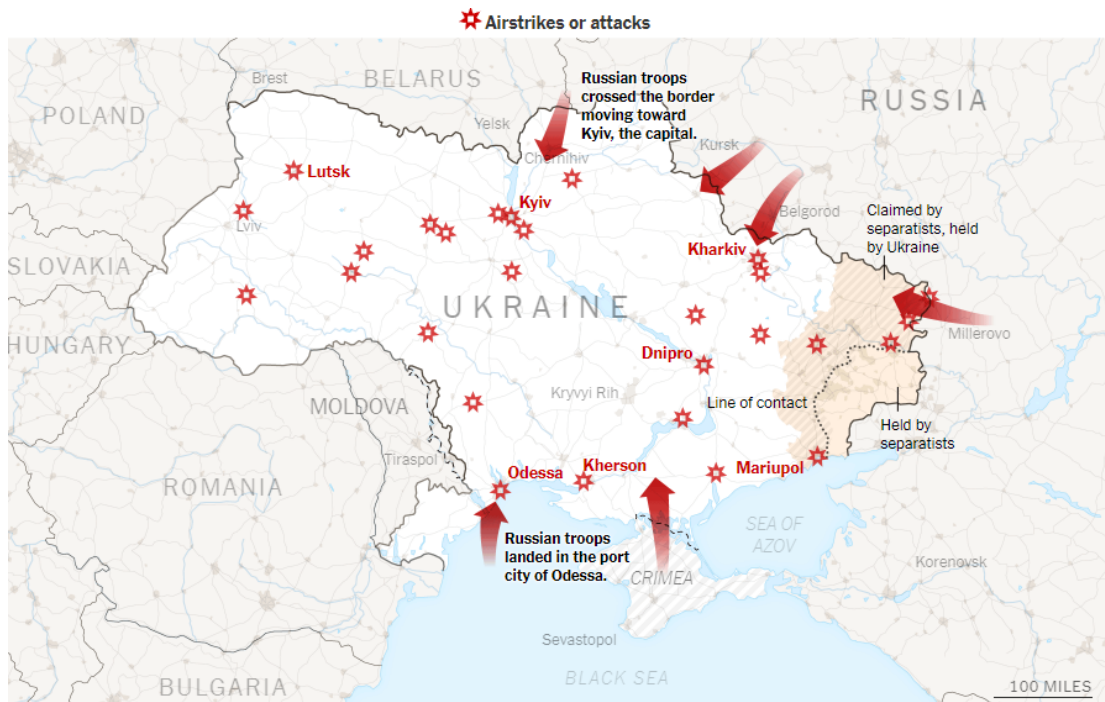 Airstrikes or attacks
Brest
BELARUS
Russian troops
crossed the border
moving toward
Kyiv, the capital.
RUSSIA
POLAND
Yelsk
Kursk
Chernihiv
Lutsk
Kyiv
Belgorod
Claimed by
separatists, held
by Ukraine
Lviv
Kharkiv
SLOVAKIA
UKRAINE
Millerovo
HUNGARY
Dnipro
Kryvyi Rih
Line of contact
MOLDOVA
Held by
separatists
Tiraspol
Odessa
Kherson
Mariupol
ROMANIA
Russian troops
landed in the port
city of Odessa.
SEA OF
AZOV
CRIMEA
Korenovsk
Sevastopol
BLACK SEA
BULGARIA
100 MILES